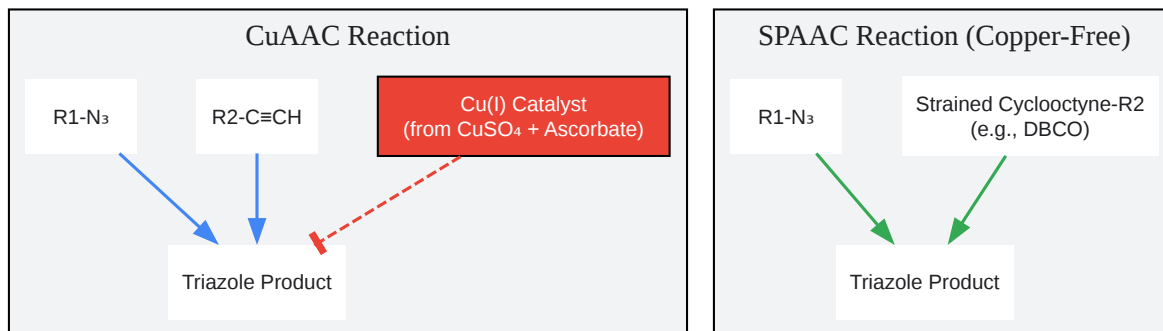 CuAAC Reaction
R1-N₃
R2-C≡CH
Cu(I) Catalyst
(from CuSO₄ + Ascorbate)
Triazole Product
SPAAC Reaction (Copper-Free)
R1-N₃
Strained Cyclooctyne-R2
(e.g., DBCO)
Triazole Product